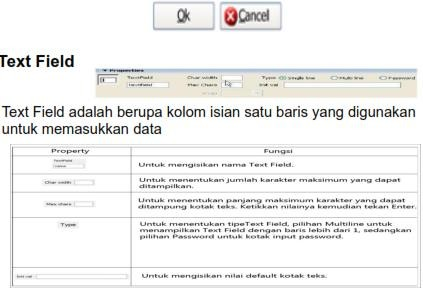 Ok Cancel
Text Field
Properties
TextField Char width Type Single line Multi line Password
textfield Max Chars Init val
Wrap
Text Field adalah berupa kolom isian satu baris yang digunakan
untuk memasukkan data
Property Fungsi
TextField
Untuk mengisikan nama Text Field.
Char width Untuk menentukan jumlah karakter maksimum yang dapat
ditampilkan.
Max chars Untuk menentukan panjang maksimum karakter yang dapat
ditampung kotak teks. Ketikkan nilainya kemudian tekan Enter.
Type Untuk menentukan tipeText Field, pilihan Multiline untuk
menampilkan Text Field dengan baris lebih dari 1, sedangkan
pilihan Password untuk kotak input password.
Init val Untuk mengisikan nilai default kotak teks.